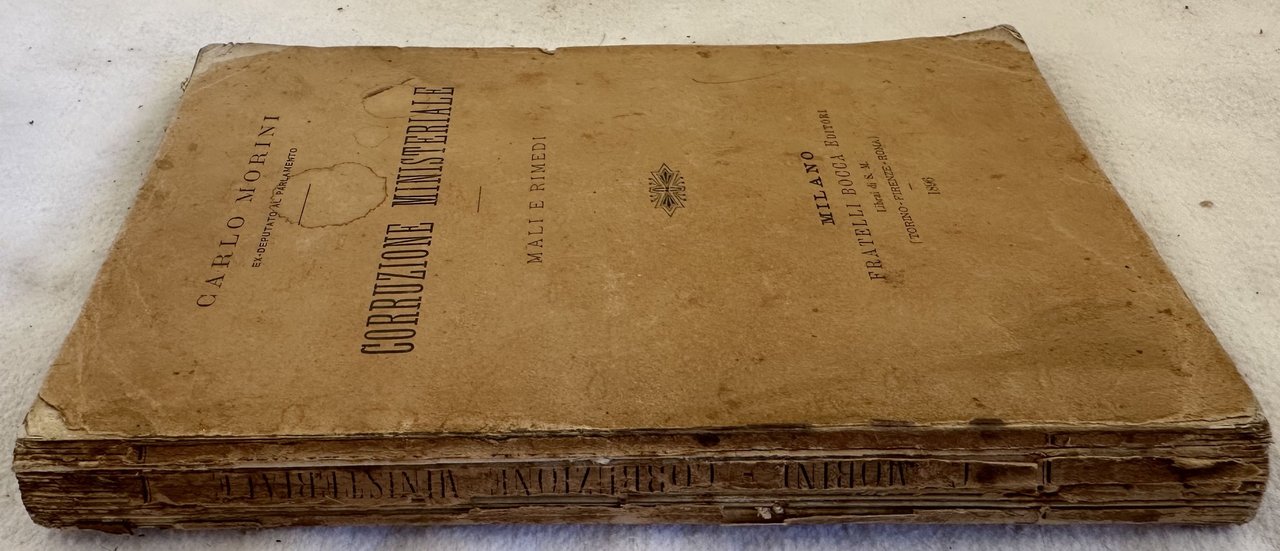 CARLO MORINI
EX-DEPUTATO AL PARLAMENTO
CORRUZIONE MINISTERIALE
MALI E RIMEDI
MILANO
FRATELLI BOCCA EDITORI
Librai di S. M.
(TORINO-FIRENZE-ROMA)
1896
C. MORINI CORRUZIONE MINISTERIALE